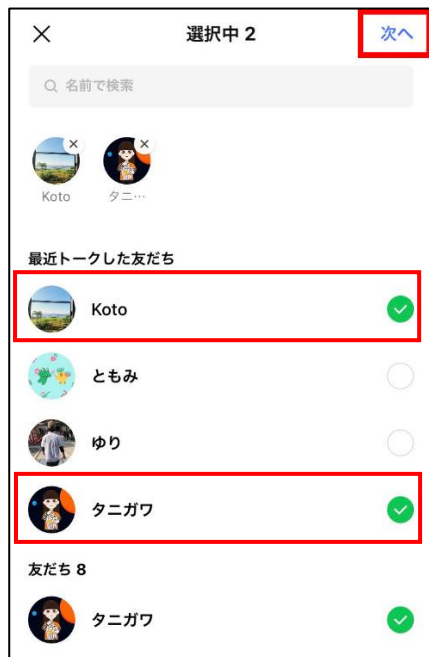 選択中 2
次へ
名前で検索
Koto
タニ…
最近トークした友だち
Koto
ともみ
ゆり
タニガワ
友だち 8
タニガワ